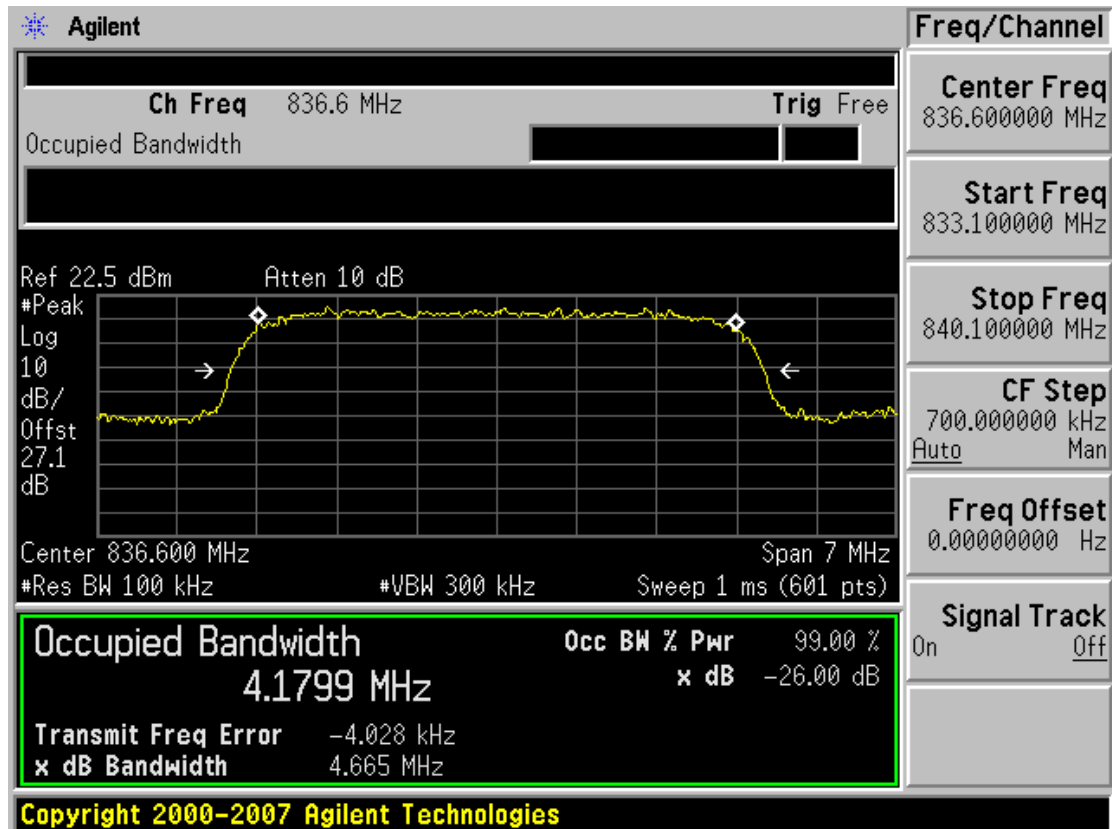 Agilent
Freq/Channel
Ch Freq 836.6 MHz Trig Free
Occupied Bandwidth
Center Freq
836.600000 MHz
Start Freq
833.100000 MHz
Stop Freq
840.100000 MHz
CF Step
700.000000 kHz
Auto Man
Freq Offset
0.00000000 Hz
Signal Track
On Off
Ref 22.5 dBm Atten 10 dB
#Peak
Log
10
dB/
Offst
27.1
dB
Center 836.600 MHz Span 7 MHz
#Res BW 100 kHz #VBW 300 kHz Sweep 1 ms (601 pts)
Occupied Bandwidth
4.1799 MHz
Occ BW % Pwr 99.00 %
x dB -26.00 dB
Transmit Freq Error -4.028 kHz
x dB Bandwidth 4.665 MHz
Copyright 2000-2007 Agilent Technologies